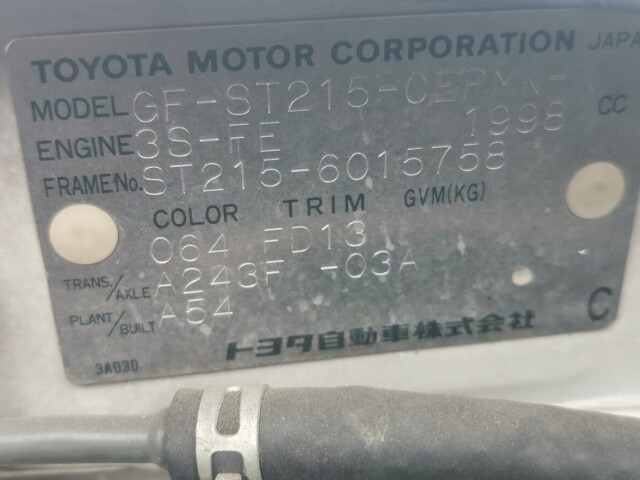 TOYOTA MOTOR CORPORATION JAPA
MODEL GF-ST215-CEPMK-
ENGINE 3S-FE 1998 CC
FRAME No. ST215-6015758
COLOR TRIM GVM(KG)
064 FD13
TRANS./AXLE A243F -03A
PLANT/BUILT A54
C
トヨタ自動車株式会社
3A030